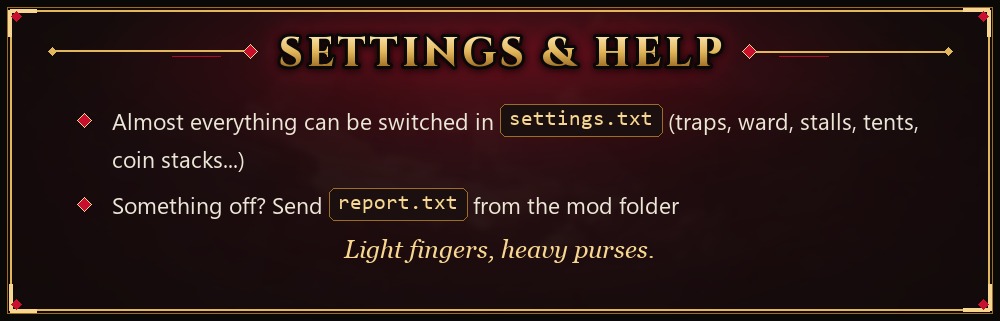 SETTINGS & HELP
Almost everything can be switched in settings.txt (traps, ward, stalls, tents,
coin stacks...)
Something off? Send report.txt from the mod folder
Light fingers, heavy purses.